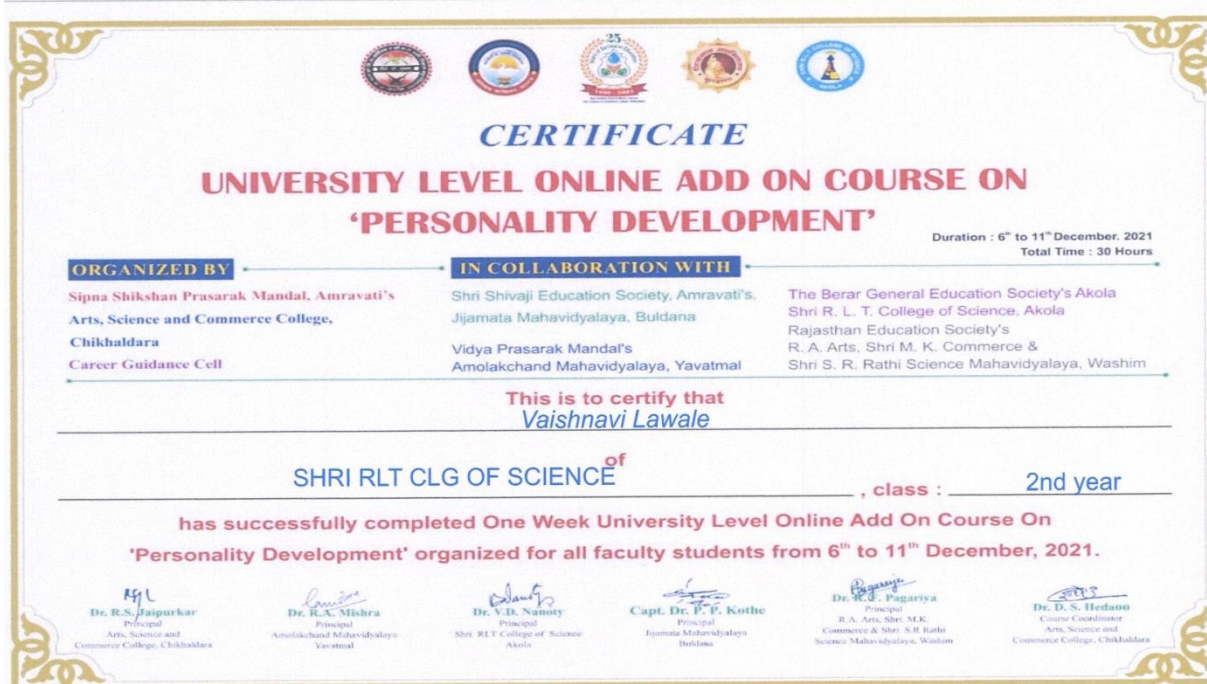 25
CERTIFICATE
UNIVERSITY LEVEL ONLINE ADD ON COURSE ON
‘PERSONALITY DEVELOPMENT’
Duration : 6th to 11th December. 2021
Total Time : 30 Hours
ORGANIZED BY
Sipna Shikshan Prasarak Mandal, Amravati's
Arts, Science and Commerce College,
Chikhaldara
Career Guidance Cell
IN COLLABORATION WITH
Shri Shivaji Education Society, Amravati's.
Jijamata Mahavidyalaya, Buldana
Vidya Prasarak Mandal's
Amolakchand Mahavidyalaya, Yavatmal
The Berar General Education Society's Akola
Shri R. L. T. College of Science, Akola
Rajasthan Education Society's
R. A. Arts, Shri M. K. Commerce &
Shri S. R. Rathi Science Mahavidyalaya, Washim
This is to certify that
Vaishnavi Lawale
of
SHRI RLT CLG OF SCIENCE
, class : 2nd year
has successfully completed One Week University Level Online Add On Course On
'Personality Development' organized for all faculty students from 6th to 11th December, 2021.
Dr. R.S. Jaipurkar
Principal
Arts, Science and
Commerce College, Chikhaldara
Dr. R.A. Mishra
Principal
Amolakchand Mahavidyalaya
Yavatmal
Dr. V.D. Nanoty
Principal
Shri. RLT College of Science
Akola
Capt. Dr. P. P. Kothe
Principal
Jijamata Mahavidyalaya
Buldana
Pagariya
Principal
R.A. Arts, Shri. M.K.
Commerce & Shri. S.R Rathi
Science Mahavidyalaya, Washim
Dr. D. S. Hedaoo
Course Coordinator
Arts, Science and
Commerce College, Chikhaldara